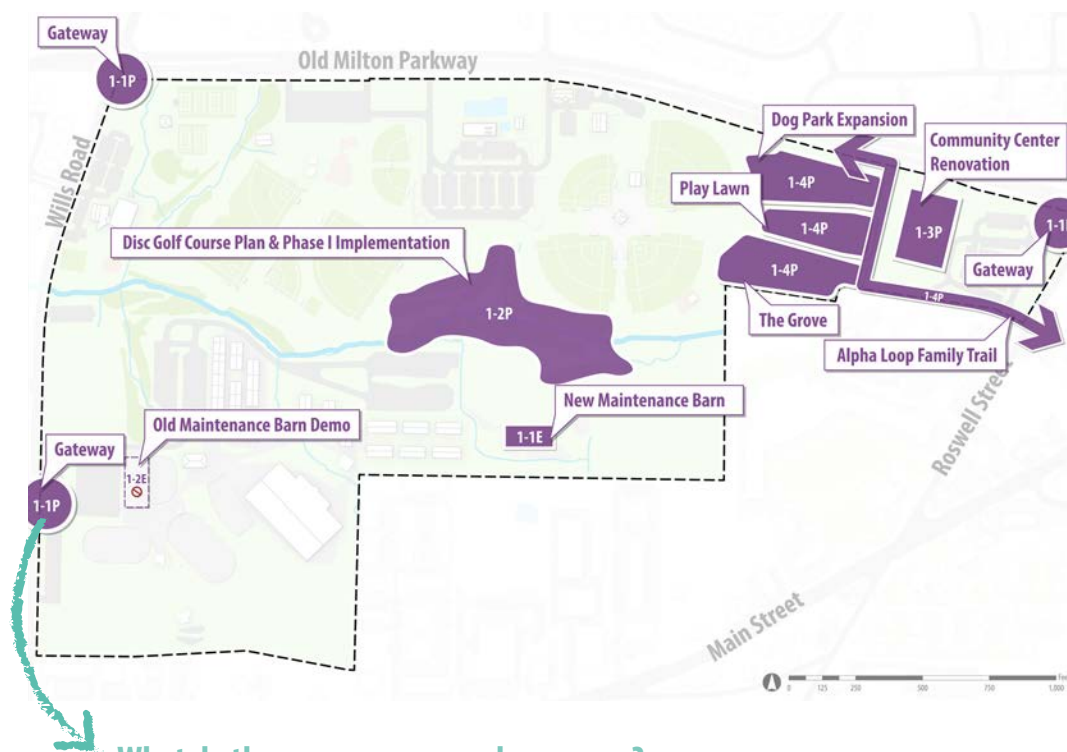 Gateway
1-1P
Old Milton Parkway
Wills Road
Dog Park Expansion
1-4P
Community Center
Renovation
1-3P
Play Lawn
1-4P
1-4P
Gateway
Disc Golf Course Plan & Phase I Implementation
1-2P
The Grove
1-4P
Alpha Loop Family Trail
Roswell Street
New Maintenance Barn
1-1E
Old Maintenance Barn Demo
1-2E
Gateway
1-1P
Main Street
0 125 250 500 750 1,000